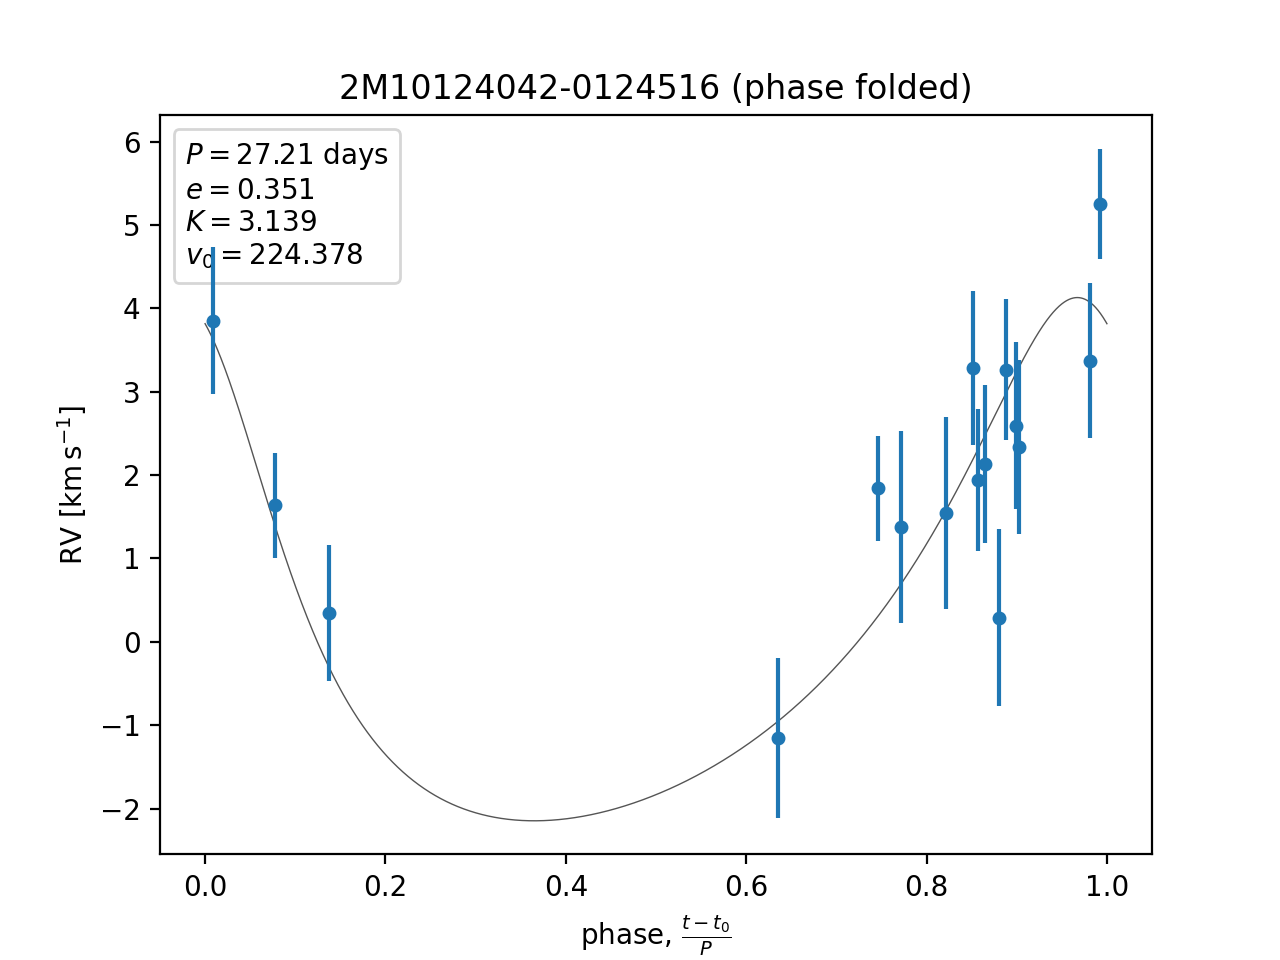 2M10124042-0124516 (phase folded)
P = 27.21 days
e = 0.351
K = 3.139
v₀ = 224.378
6
5
4
3
2
1
0
−1
−2
RV [km s⁻¹]
0.0 0.2 0.4 0.6 0.8 1.0
phase, (t − t₀)/P